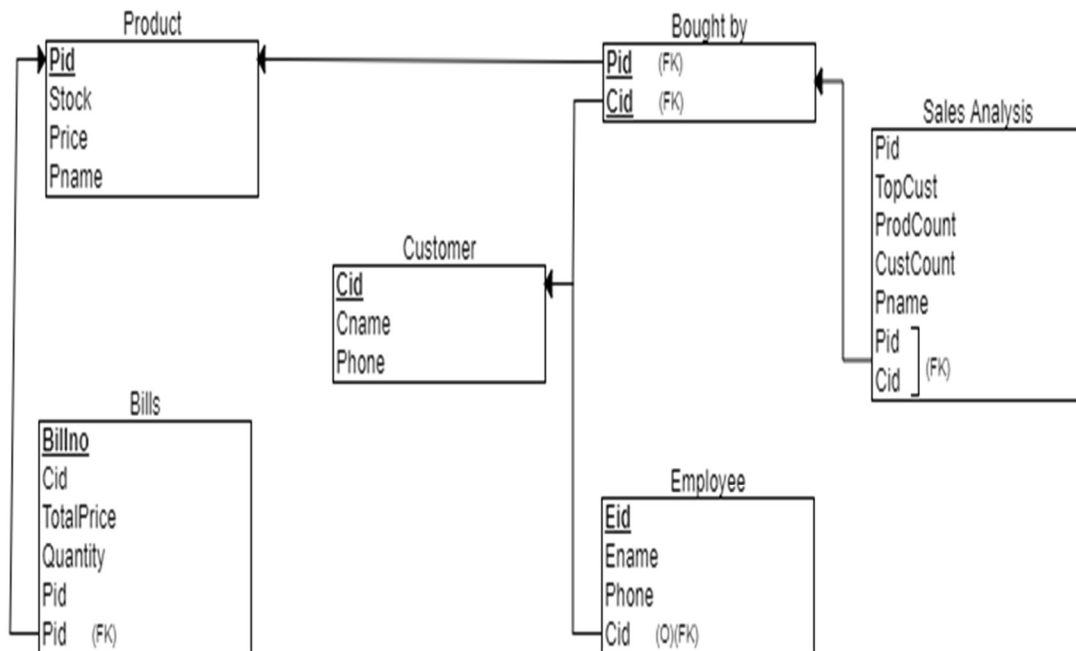 Product
Pid
Stock
Price
Pname
Bought by
Pid (FK)
Cid (FK)
Sales Analysis
Pid
TopCust
ProdCount
CustCount
Pname
Pid
Cid
(FK)
Customer
Cid
Cname
Phone
Bills
Billno
Cid
TotalPrice
Quantity
Pid
Pid (FK)
Employee
Eid
Ename
Phone
Cid (O)(FK)